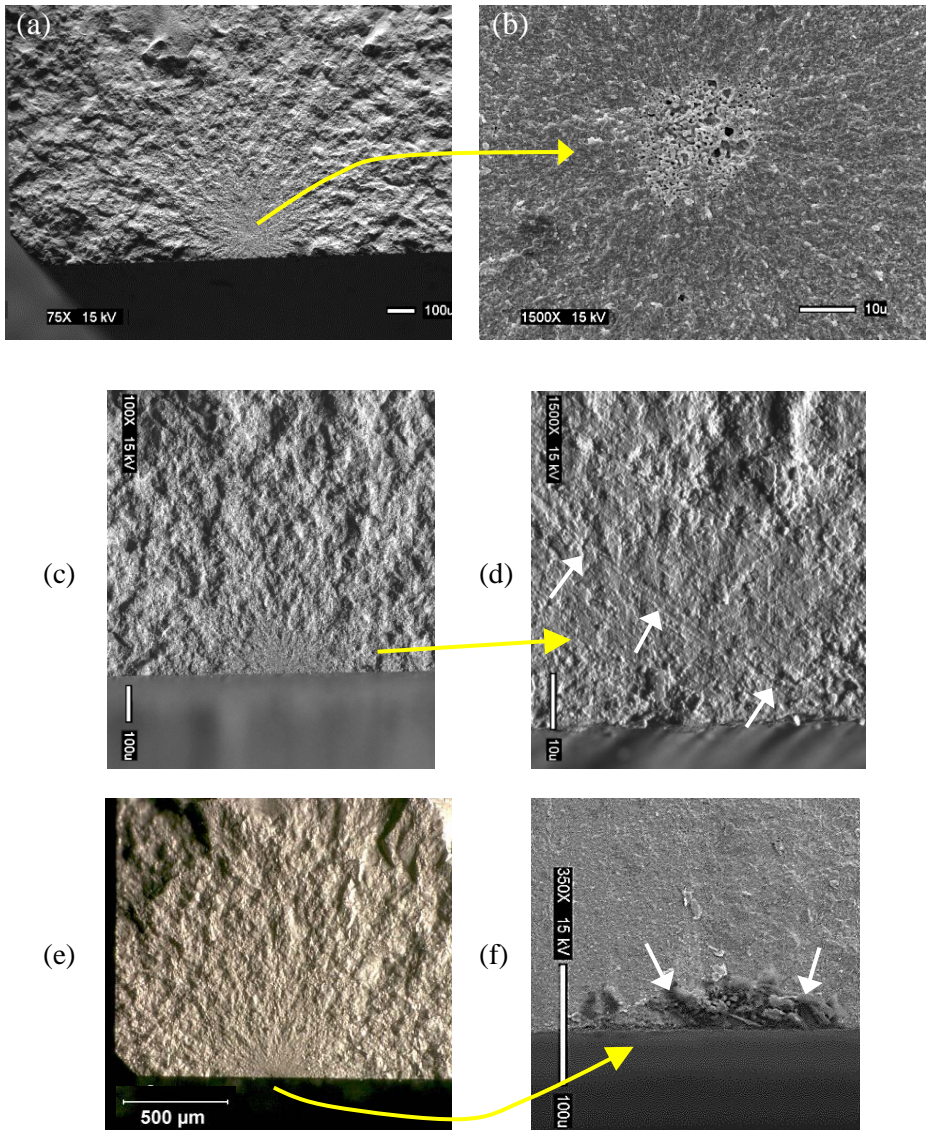 (a)
75X 15 kV
100u
(b)
1500X 15 kV
10u
(c)
100X 15 kV
100u
(d)
1500X 15 kV
10u
(e)
500 µm
(f)
350X 15 kV
100u